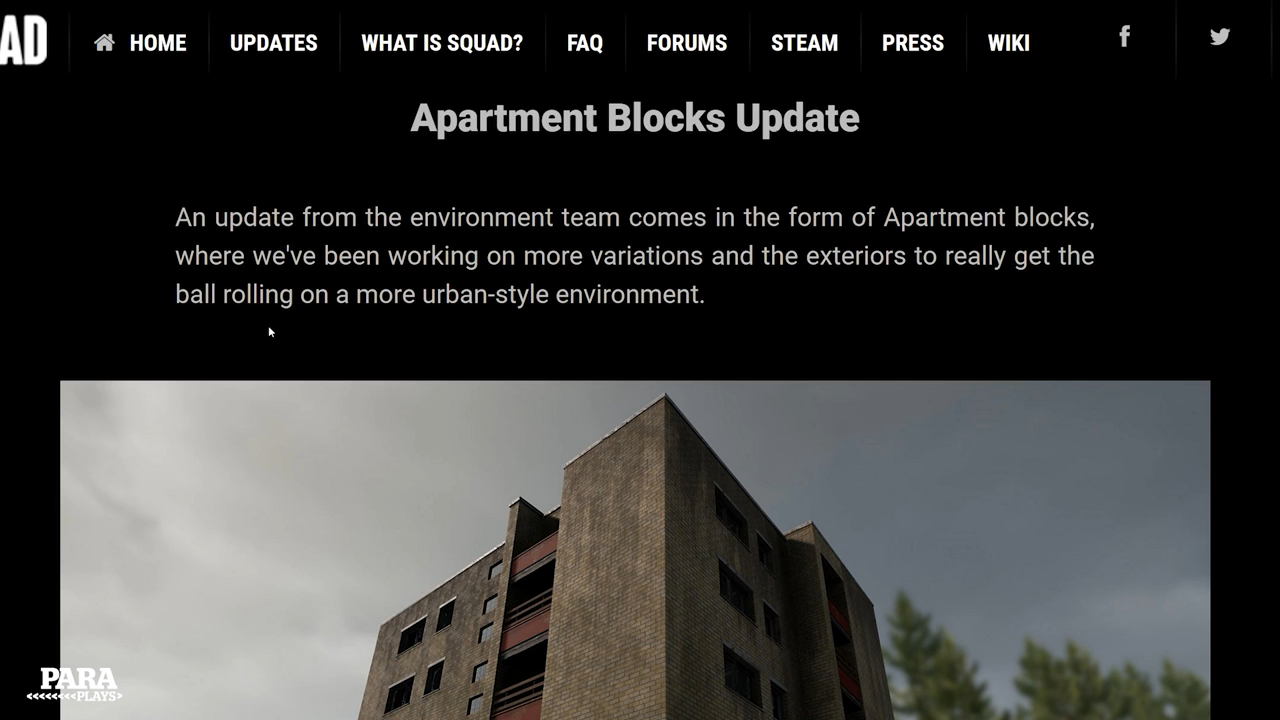 AD
HOME
UPDATES
WHAT IS SQUAD?
FAQ
FORUMS
STEAM
PRESS
WIKI
Apartment Blocks Update
An update from the environment team comes in the form of Apartment blocks,
where we've been working on more variations and the exteriors to really get the
ball rolling on a more urban-style environment.
PARA
PLAYS